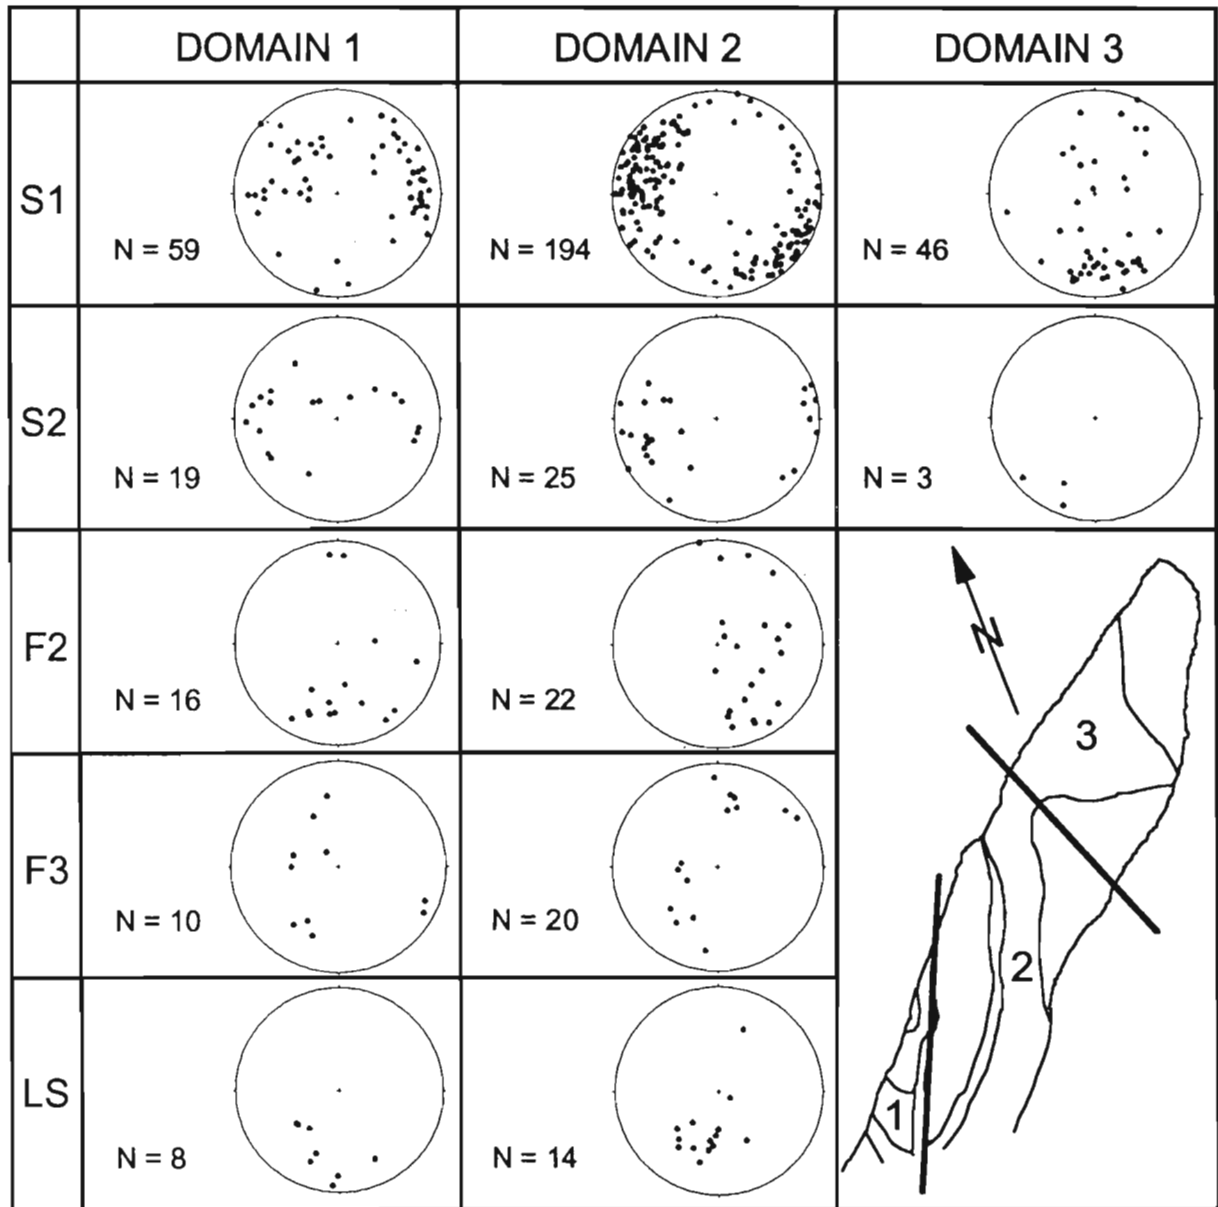 DOMAIN 1 DOMAIN 2 DOMAIN 3
S1 N = 59 N = 194 N = 46
S2 N = 19 N = 25 N = 3
F2 N = 16 N = 22
N
3
F3 N = 10 N = 20
2
LS N = 8 N = 14
1